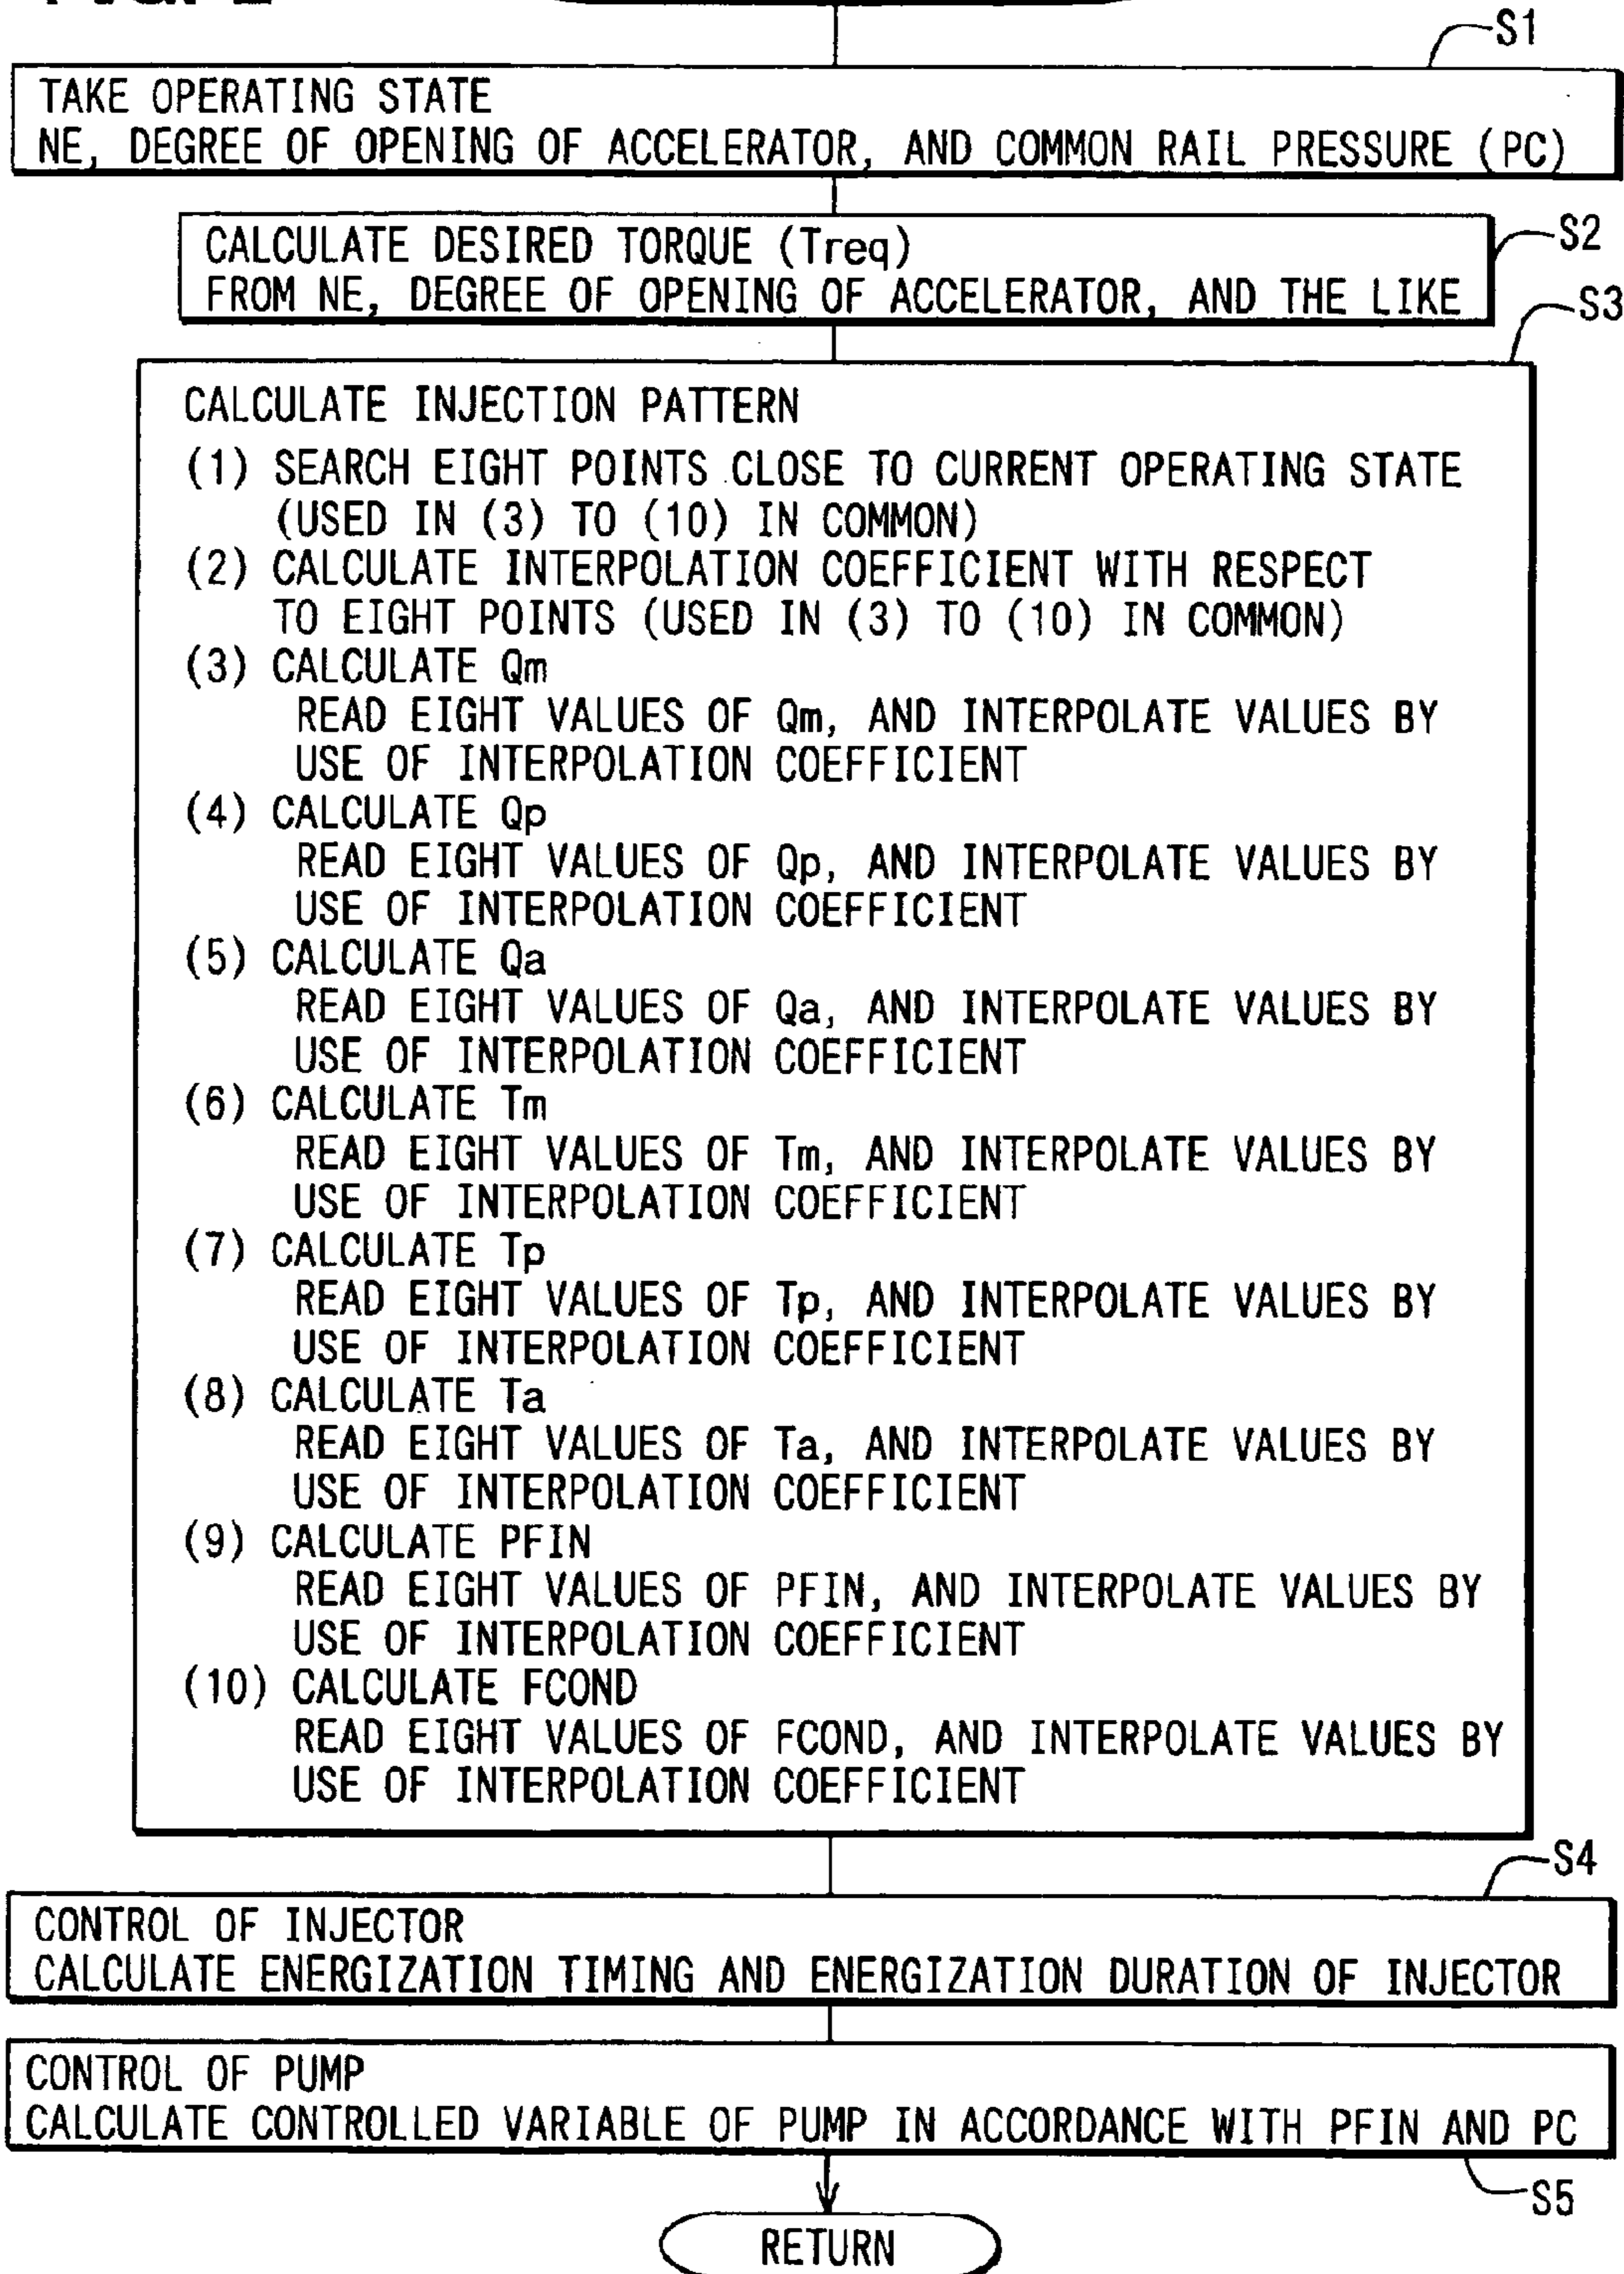 S1
TAKE OPERATING STATE
NE, DEGREE OF OPENING OF ACCELERATOR, AND COMMON RAIL PRESSURE (PC)
S2
CALCULATE DESIRED TORQUE (Treq)
FROM NE, DEGREE OF OPENING OF ACCELERATOR, AND THE LIKE
S3
CALCULATE INJECTION PATTERN
(1) SEARCH EIGHT POINTS CLOSE TO CURRENT OPERATING STATE
(USED IN (3) TO (10) IN COMMON)
(2) CALCULATE INTERPOLATION COEFFICIENT WITH RESPECT
TO EIGHT POINTS (USED IN (3) TO (10) IN COMMON)
(3) CALCULATE Qm
READ EIGHT VALUES OF Qm, AND INTERPOLATE VALUES BY
USE OF INTERPOLATION COEFFICIENT
(4) CALCULATE Qp
READ EIGHT VALUES OF Qp, AND INTERPOLATE VALUES BY
USE OF INTERPOLATION COEFFICIENT
(5) CALCULATE Qa
READ EIGHT VALUES OF Qa, AND INTERPOLATE VALUES BY
USE OF INTERPOLATION COEFFICIENT
(6) CALCULATE Tm
READ EIGHT VALUES OF Tm, AND INTERPOLATE VALUES BY
USE OF INTERPOLATION COEFFICIENT
(7) CALCULATE Tp
READ EIGHT VALUES OF Tp, AND INTERPOLATE VALUES BY
USE OF INTERPOLATION COEFFICIENT
(8) CALCULATE Ta
READ EIGHT VALUES OF Ta, AND INTERPOLATE VALUES BY
USE OF INTERPOLATION COEFFICIENT
(9) CALCULATE PFIN
READ EIGHT VALUES OF PFIN, AND INTERPOLATE VALUES BY
USE OF INTERPOLATION COEFFICIENT
(10) CALCULATE FCOND
READ EIGHT VALUES OF FCOND, AND INTERPOLATE VALUES BY
USE OF INTERPOLATION COEFFICIENT
S4
CONTROL OF INJECTOR
CALCULATE ENERGIZATION TIMING AND ENERGIZATION DURATION OF INJECTOR
CONTROL OF PUMP
CALCULATE CONTROLLED VARIABLE OF PUMP IN ACCORDANCE WITH PFIN AND PC
S5
RETURN